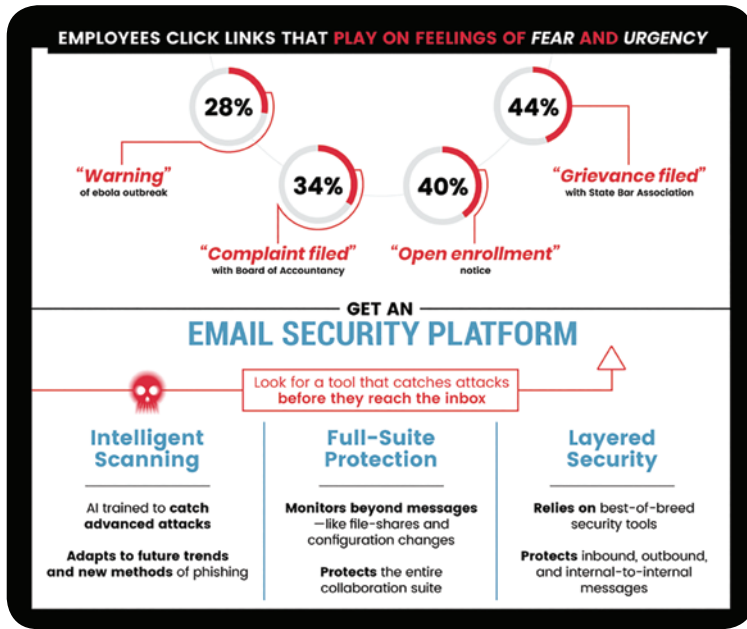 EMPLOYEES CLICK LINKS THAT PLAY ON FEELINGS OF FEAR AND URGENCY
28%
44%
34%
40%
“Warning”
of ebola outbreak
“Grievance filed”
with State Bar Association
“Complaint filed”
with Board of Accountancy
“Open enrollment”
notice
GET AN
EMAIL SECURITY PLATFORM
Look for a tool that catches attacks
before they reach the inbox
Intelligent
Scanning
AI trained to catch
advanced attacks
Adapts to future trends
and new methods of phishing
Full-Suite
Protection
Monitors beyond messages
—like file-shares and
configuration changes
Protects the entire
collaboration suite
Layered
Security
Relies on best-of-breed
security tools
Protects inbound, outbound,
and internal-to-internal
messages